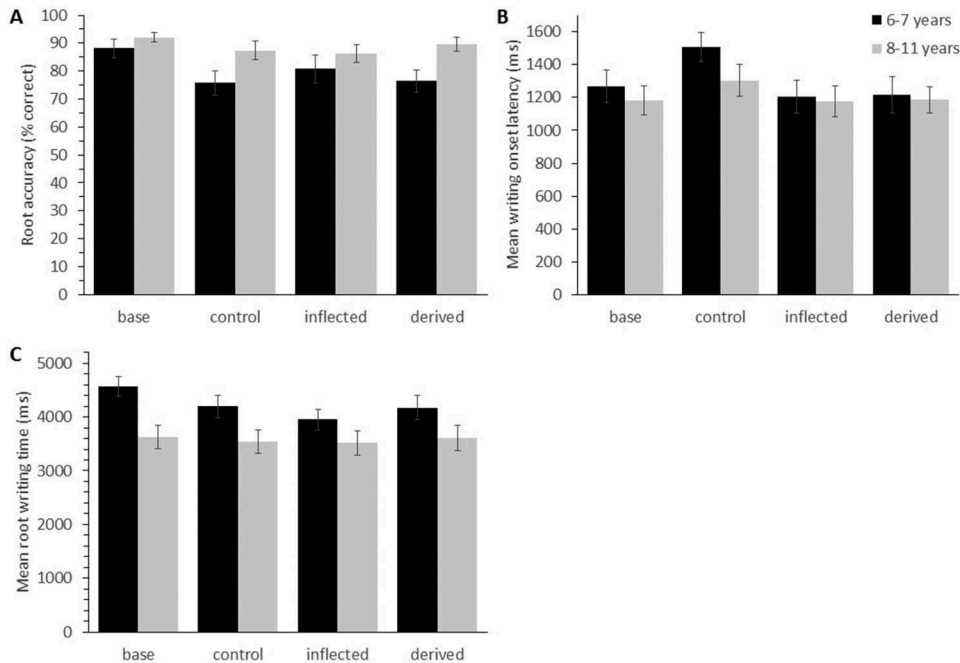 A
Root accuracy (% correct)
100
90
80
70
60
50
40
30
20
10
0
base control inflected derived
B
Mean writing onset latency (ms)
1600
1400
1200
1000
800
600
400
200
0
base control inflected derived
6-7 years
8-11 years
C
Mean root writing time (ms)
5000
4000
3000
2000
1000
0
base control inflected derived